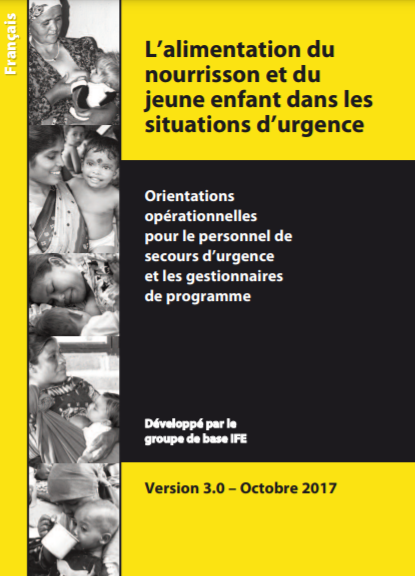 Français
L'alimentation du
nourrisson et du
jeune enfant dans les
situations d'urgence
Orientations
opérationnelles
pour le personnel de
secours d'urgence
et les gestionnaires
de programme
Développé par le
groupe de base IFE
Version 3.0 – Octobre 2017